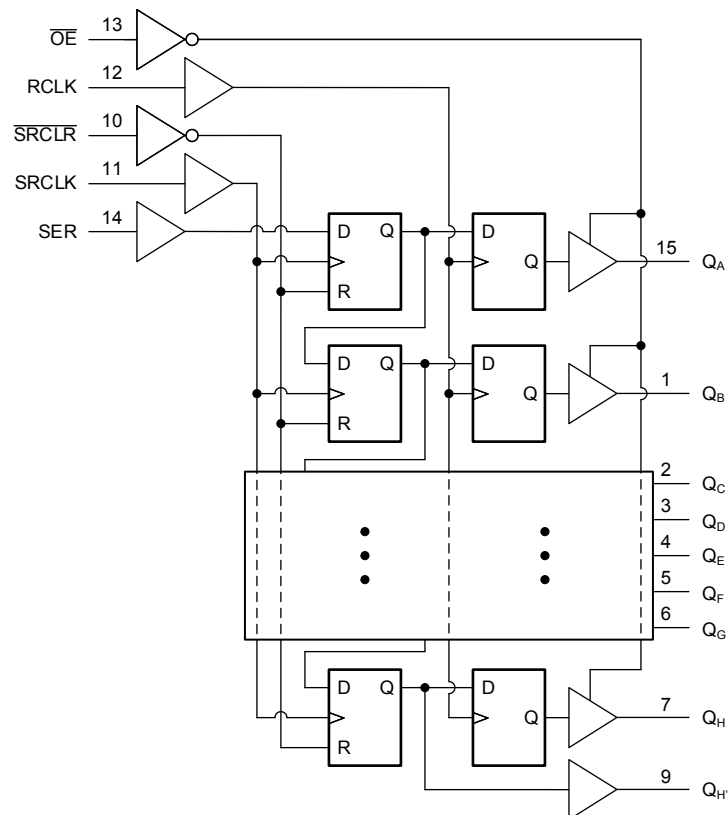 OE 13
RCLK 12
SRCLR 10
SRCLK 11
SER 14
D Q D
Q 15 QA
R
D Q D
Q 1 QB
R
2 QC
3 QD
4 QE
5 QF
6 QG
D Q D
Q 7 QH
R
9 QH'